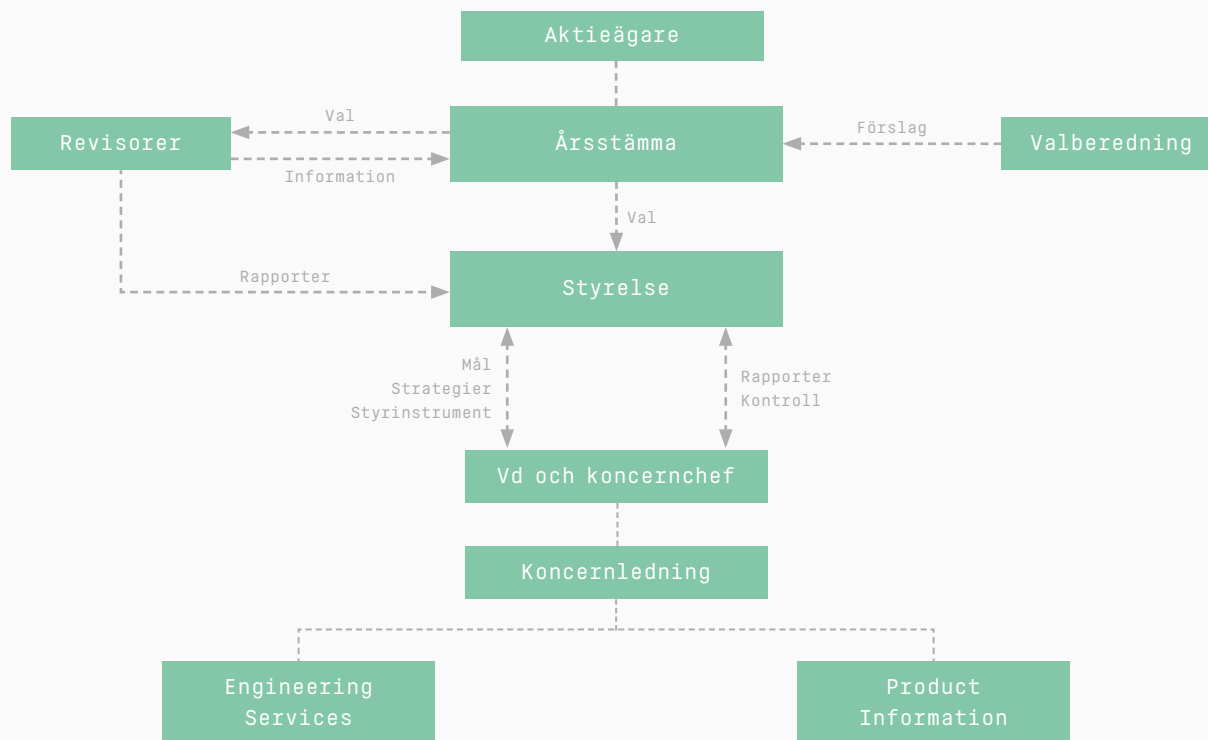 Aktieägare
Val
Revisorer
Årsstämma
Förslag
Valberedning
Information
Val
Rapporter
Styrelse
Mål
Strategier
Styrinstrument
Rapporter
Kontroll
Vd och koncernchef
Koncernledning
Engineering
Services
Product
Information